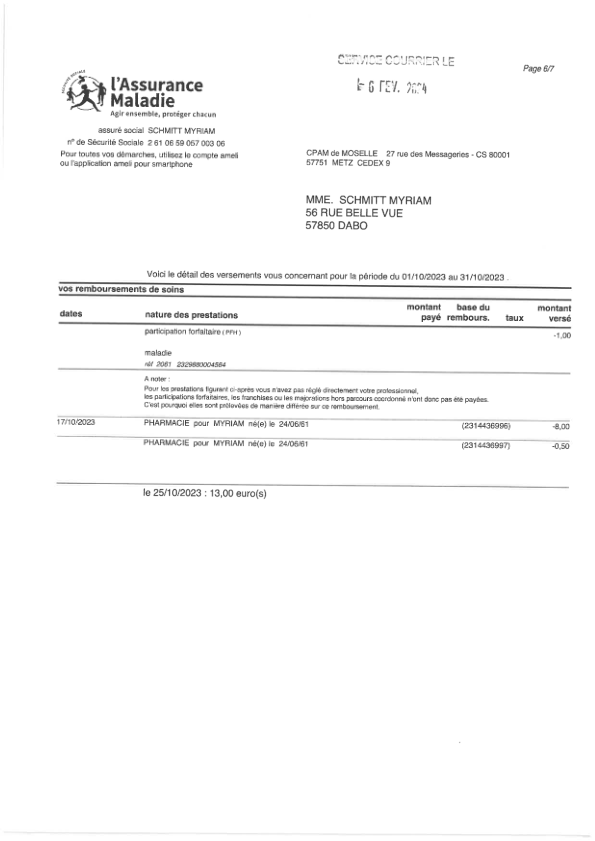 SERVICE COURRIER LE
Page 6/7
6 FEV. 2024
l'Assurance
Maladie
Agir ensemble, protéger chacun
assuré social SCHMITT MYRIAM
n° de Sécurité Sociale 2 61 06 59 057 003 06
Pour toutes vos démarches, utilisez le compte ameli
ou l'application ameli pour smartphone
CPAM de MOSELLE 27 rue des Messageries - CS 80001
57751 METZ CEDEX 9
MME. SCHMITT MYRIAM
56 RUE BELLE VUE
57850 DABO
Voici le détail des versements vous concernant pour la période du 01/10/2023 au 31/10/2023 .
vos remboursements de soins
dates nature des prestations montant payé base du rembours. taux montant versé
participation forfaitaire ( PFH ) -1,00
maladie
réf 2061 2329880004564
A noter :
Pour les prestations figurant ci-après vous n'avez pas réglé directement votre professionnel,
les participations forfaitaires, les franchises ou les majorations hors parcours coordonné n'ont donc pas été payées.
C'est pourquoi elles sont prélevées de manière différée sur ce remboursement.
17/10/2023 PHARMACIE pour MYRIAM né(e) le 24/06/61 (2314436996) -8,00
PHARMACIE pour MYRIAM né(e) le 24/06/61 (2314436997) -0,50
le 25/10/2023 : 13,00 euro(s)